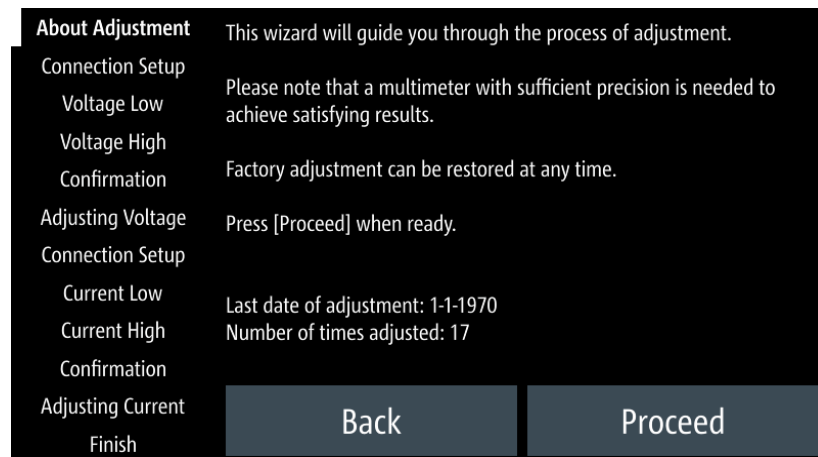 About Adjustment
Connection Setup
Voltage Low
Voltage High
Confirmation
Adjusting Voltage
Connection Setup
Current Low
Current High
Confirmation
Adjusting Current
Finish
This wizard will guide you through the process of adjustment.
Please note that a multimeter with sufficient precision is needed to
achieve satisfying results.
Factory adjustment can be restored at any time.
Press [Proceed] when ready.
Last date of adjustment: 1-1-1970
Number of times adjusted: 17
Back
Proceed